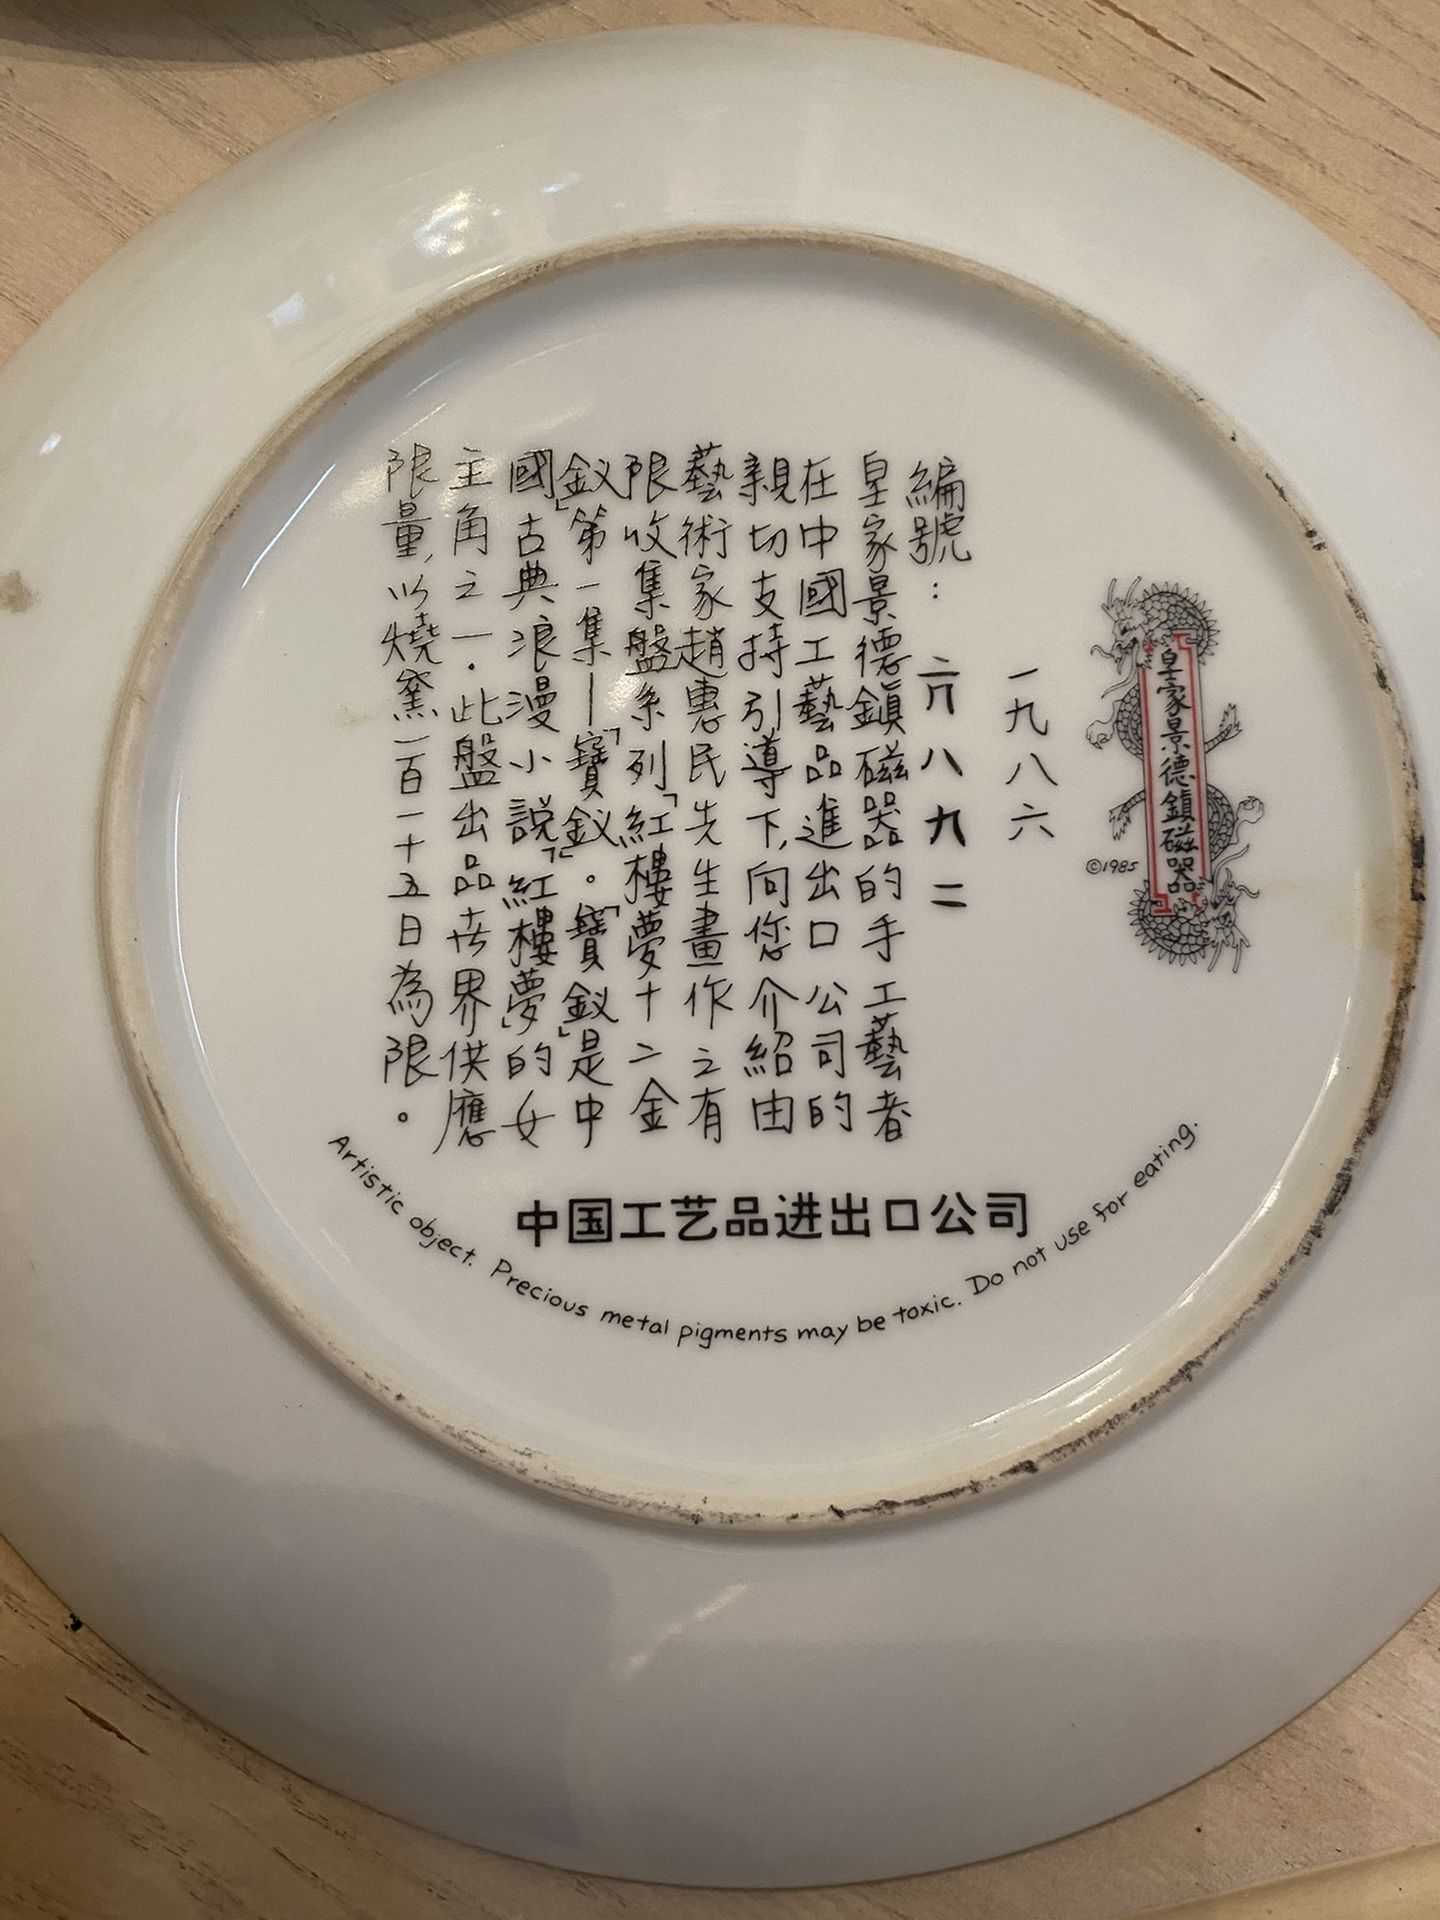 皇家景德鎮磁器
©1985
一九八六
編號：六八九二
皇家景德鎮磁器的手工藝者
在中國工藝品進出口公司的
親切支持引導下,向您介紹由
藝術家趙惠民先生畫作之有
限收集盤系列「紅樓夢十二金
釵」第一集—「寶釵」。「寶釵」是中
國古典浪漫小說「紅樓夢」的女
主角之一．此盤出品世界供應
限量,以燒窯一百一十五日為限。
中国工艺品进出口公司
Artistic object. Precious metal pigments may be toxic. Do not use for eating.